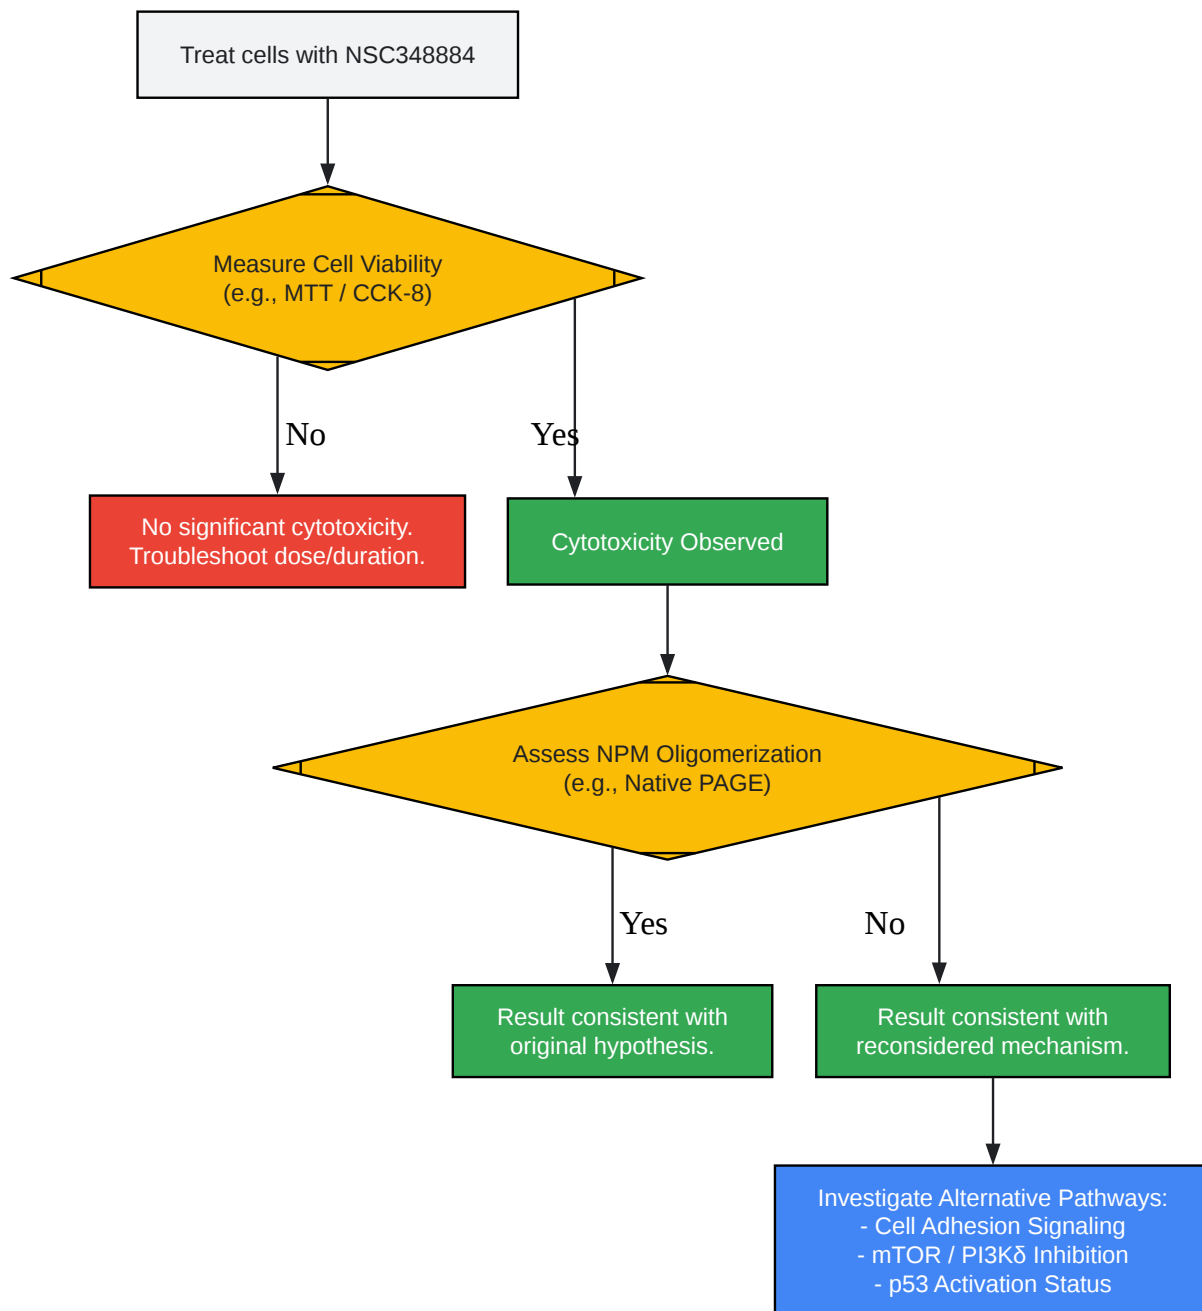 Treat cells with NSC348884
Measure Cell Viability
(e.g., MTT / CCK-8)
No
Yes
No significant cytotoxicity.
Troubleshoot dose/duration.
Cytotoxicity Observed
Assess NPM Oligomerization
(e.g., Native PAGE)
Yes
No
Result consistent with
original hypothesis.
Result consistent with
reconsidered mechanism.
Investigate Alternative Pathways:
- Cell Adhesion Signaling
- mTOR / PI3Kδ Inhibition
- p53 Activation Status